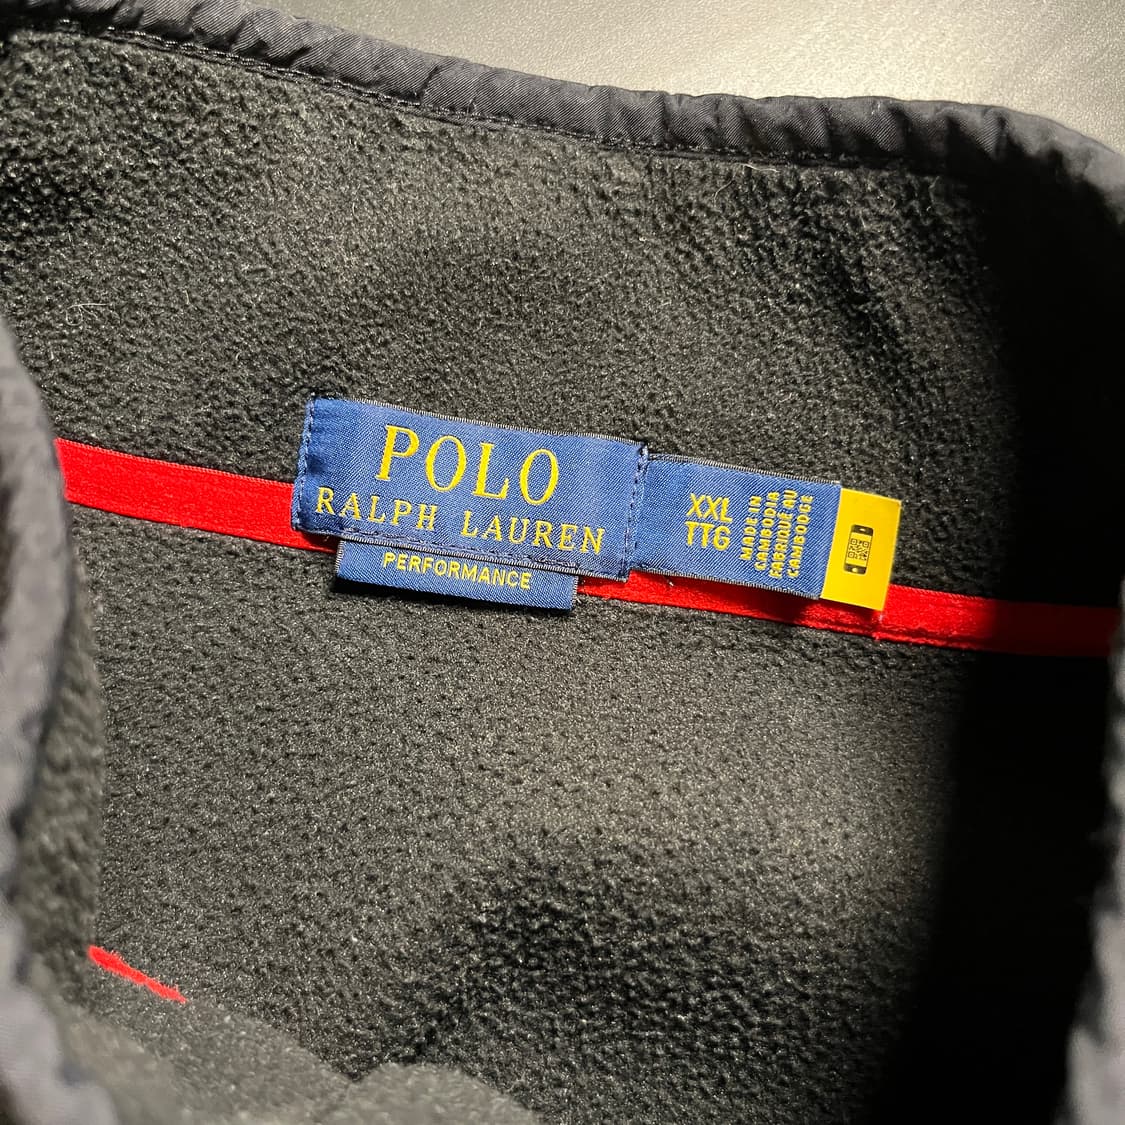 POLO
RALPH LAUREN
PERFORMANCE
XXL
TTG
MADE IN
CAMBODIA
FABRIQUÉ AU
CAMBODGE